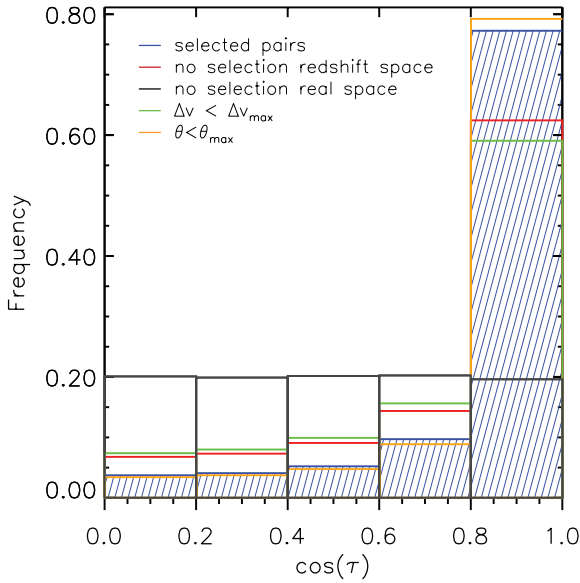 0.80
0.60
0.40
0.20
0.00
Frequency
selected pairs
no selection redshift space
no selection real space
Δv < Δv_max
θ<θ_max
0.0 0.2 0.4 0.6 0.8 1.0
cos(τ)